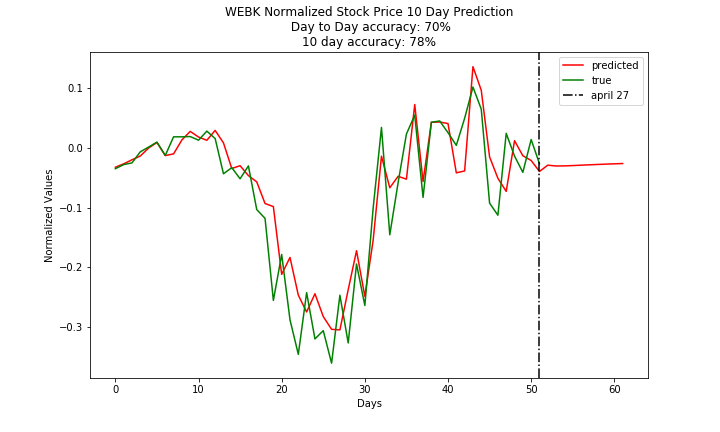 WEBK Normalized Stock Price 10 Day Prediction
Day to Day accuracy: 70%
10 day accuracy: 78%
predicted
true
april 27
0.1
0.0
−0.1
−0.2
−0.3
Normalized Values
0 10 20 30 40 50 60
Days